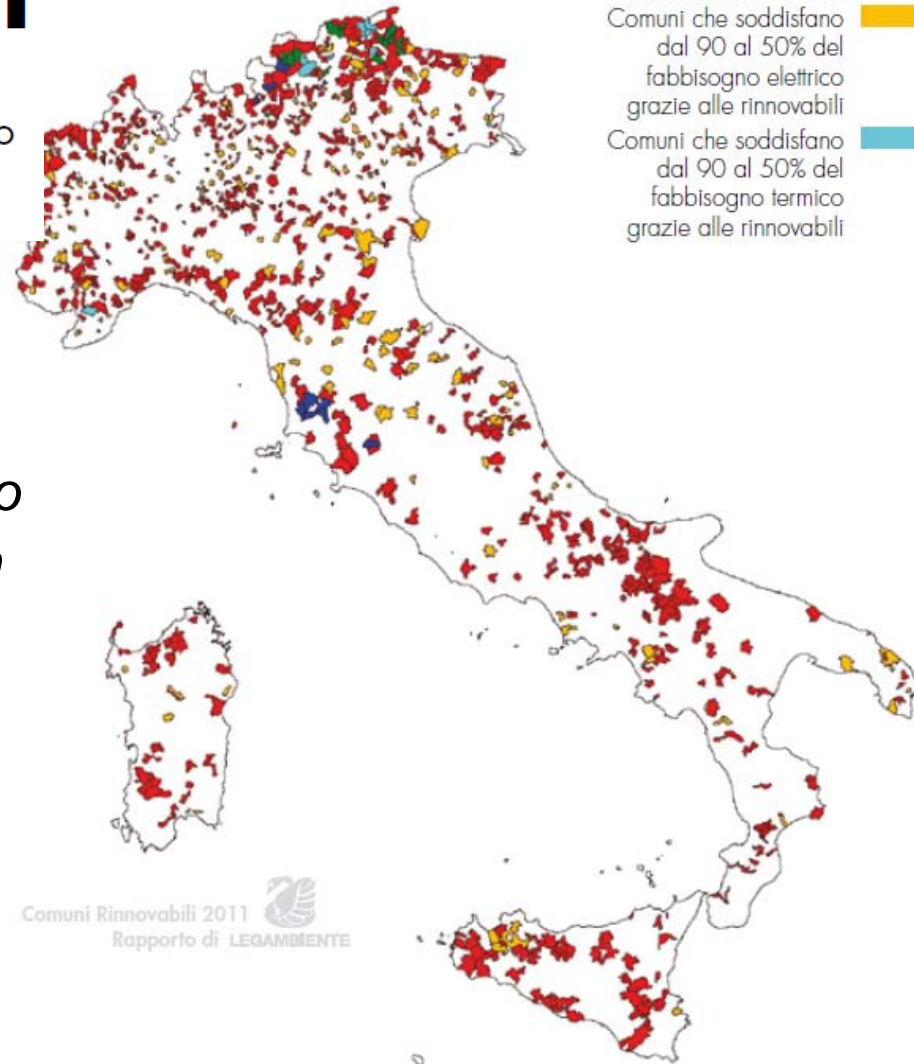 Comuni che soddisfano
dal 90 al 50% del
fabbisogno elettrico
grazie alle rinnovabili
Comuni che soddisfano
dal 90 al 50% del
fabbisogno termico
grazie alle rinnovabili
o
Comuni Rinnovabili 2011
Rapporto di LEGAMBIENTE